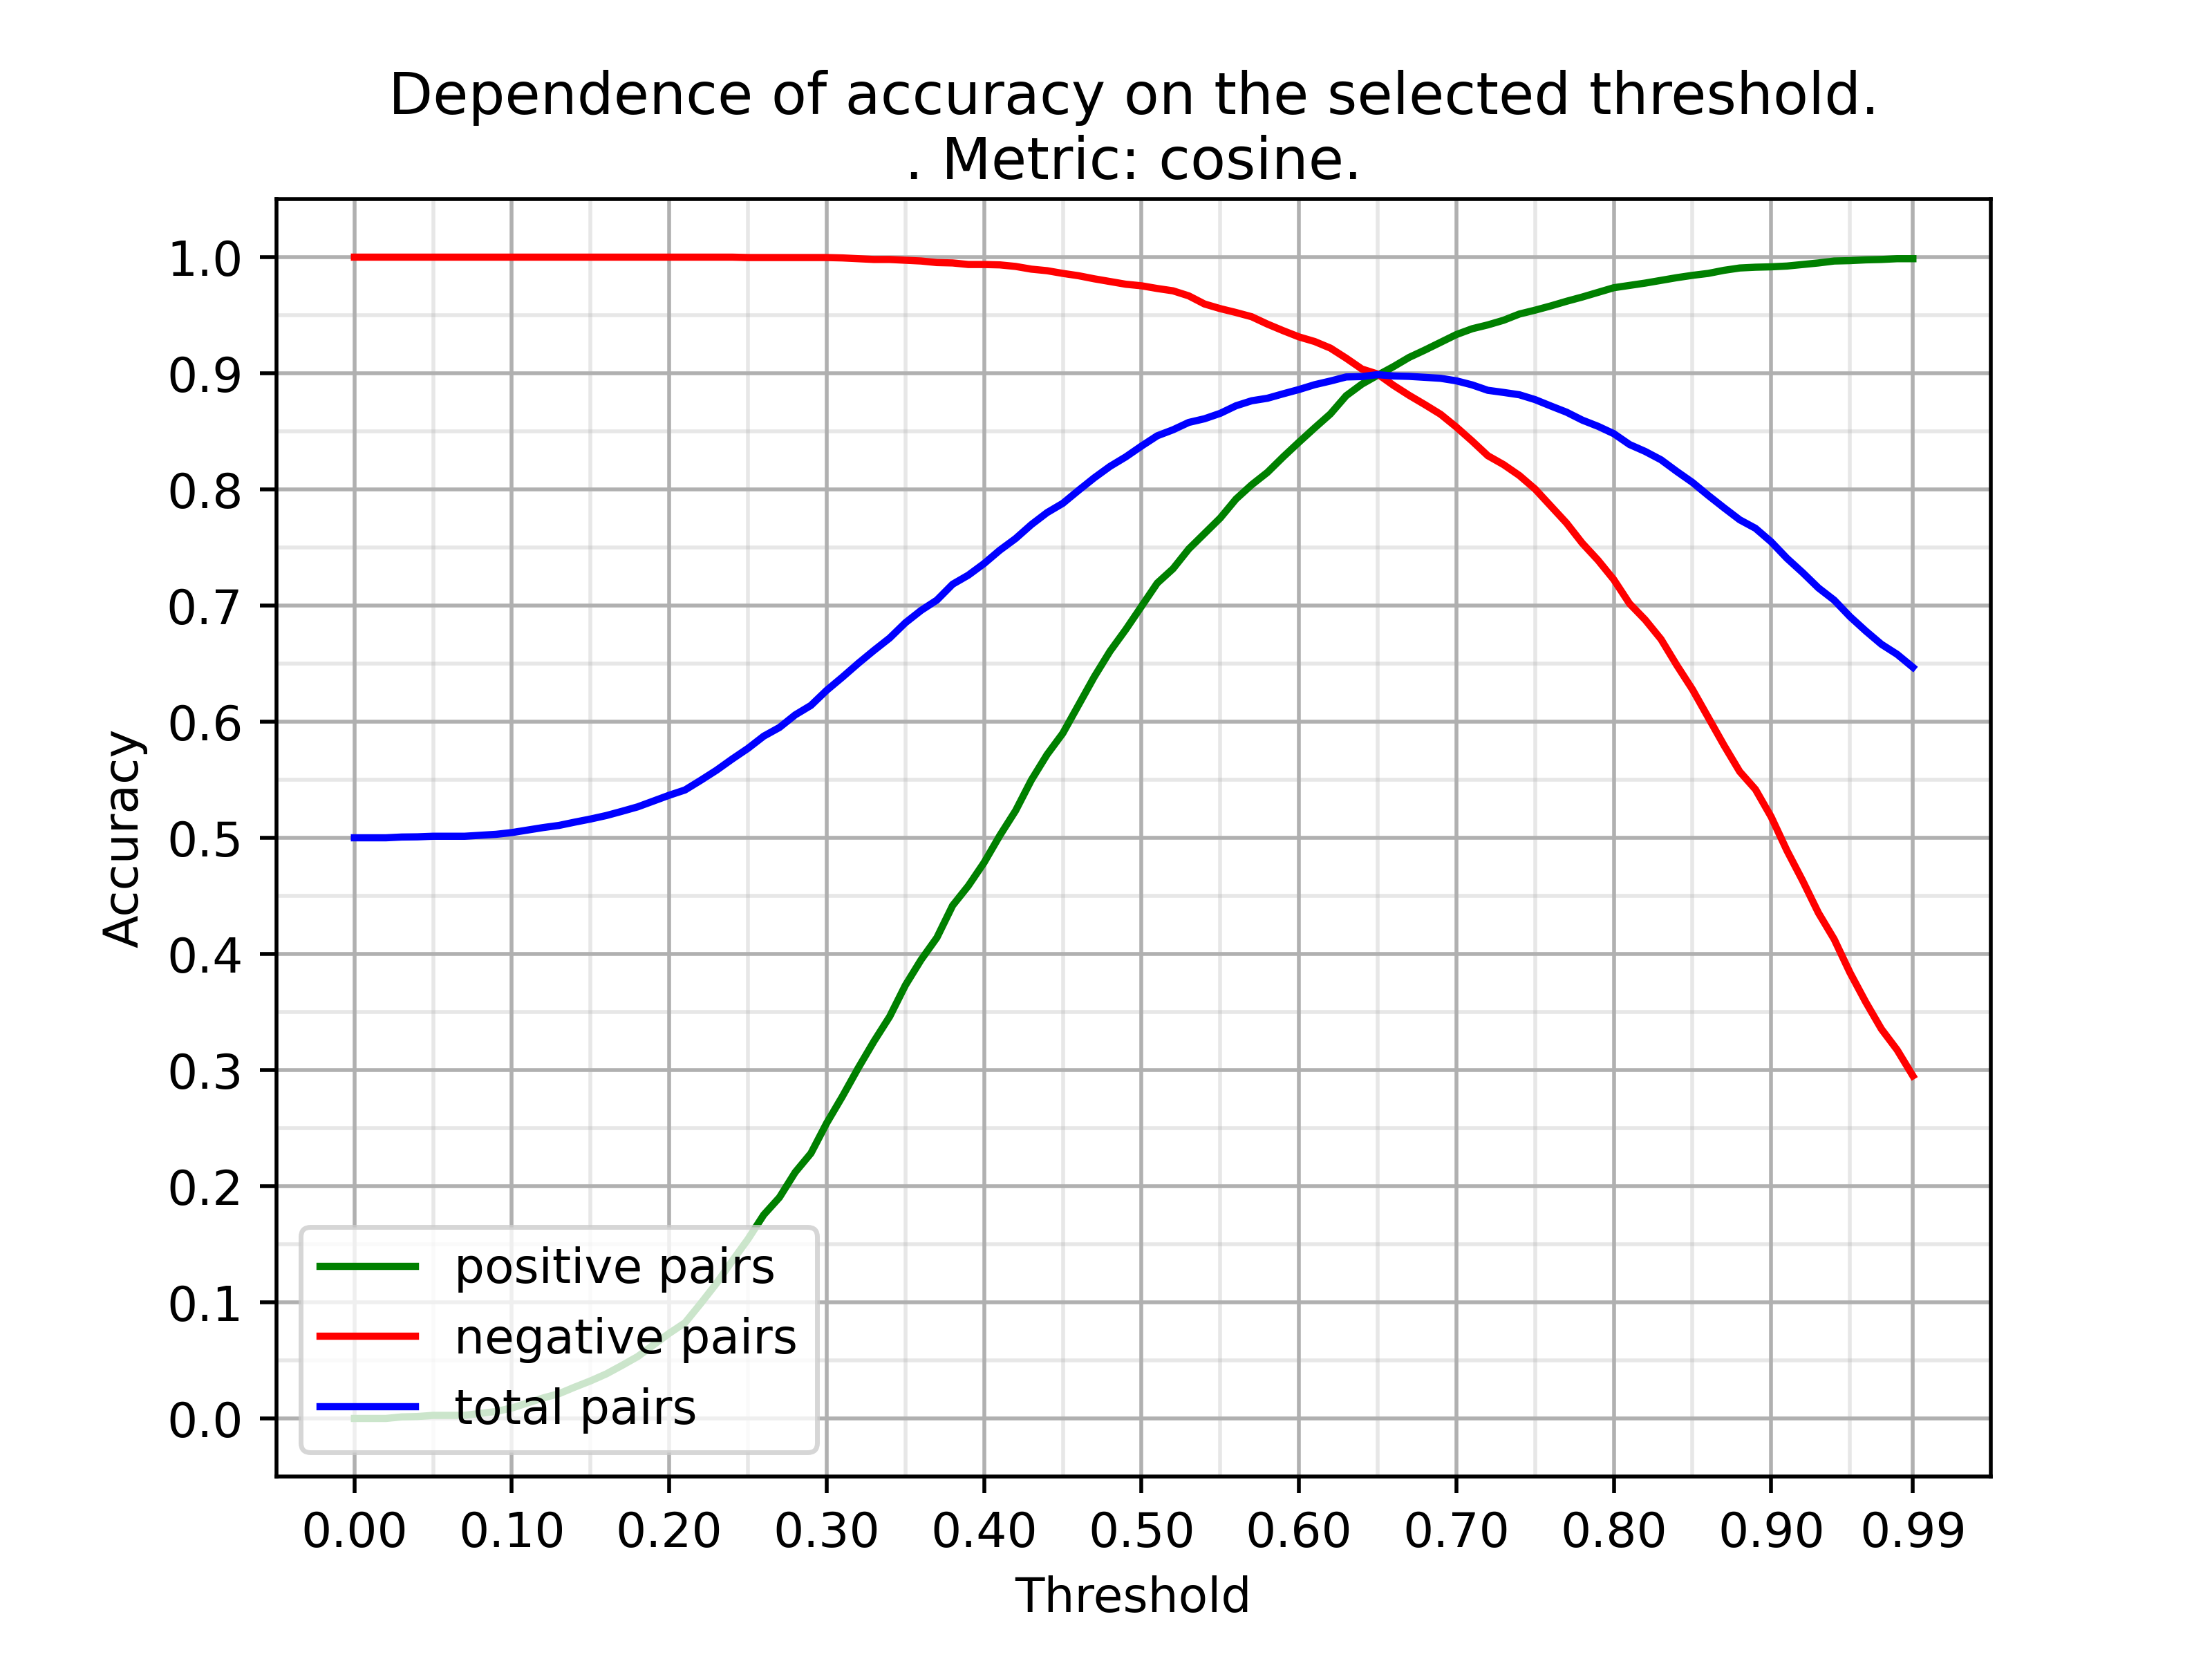 Dependence of accuracy on the selected threshold.
. Metric: cosine.
Accuracy
1.0
0.9
0.8
0.7
0.6
0.5
0.4
0.3
0.2
0.1
0.0
positive pairs
negative pairs
total pairs
0.00 0.10 0.20 0.30 0.40 0.50 0.60 0.70 0.80 0.90 0.99
Threshold